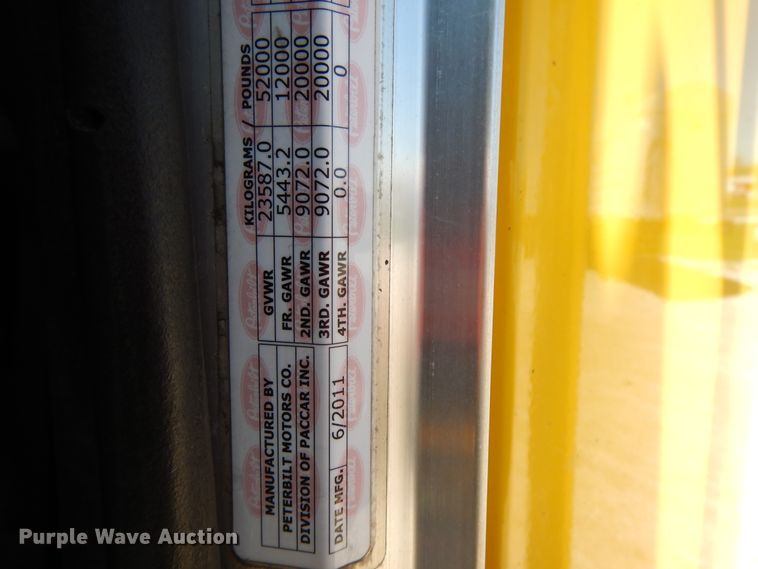 MANUFACTURED BY
PETERBILT MOTORS CO.
DIVISION OF PACCAR INC.
DATE MFG. 6/2011
KILOGRAMS / POUNDS
GVWR 23587.0 52000
FR. GAWR 5443.2 12000
2ND. GAWR 9072.0 20000
3RD. GAWR 9072.0 20000
4TH. GAWR 0.0 0
Purple Wave Auction